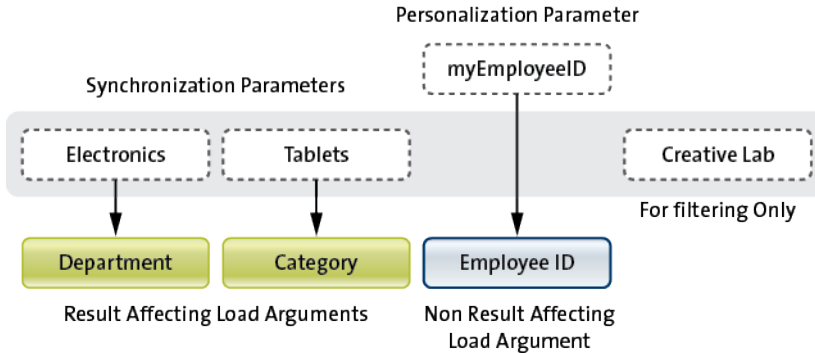 Personalization Parameter
myEmployeeID
Synchronization Parameters
Electronics
Tablets
Creative Lab
For filtering Only
Department
Category
Employee ID
Result Affecting Load Arguments
Non Result Affecting
Load Argument